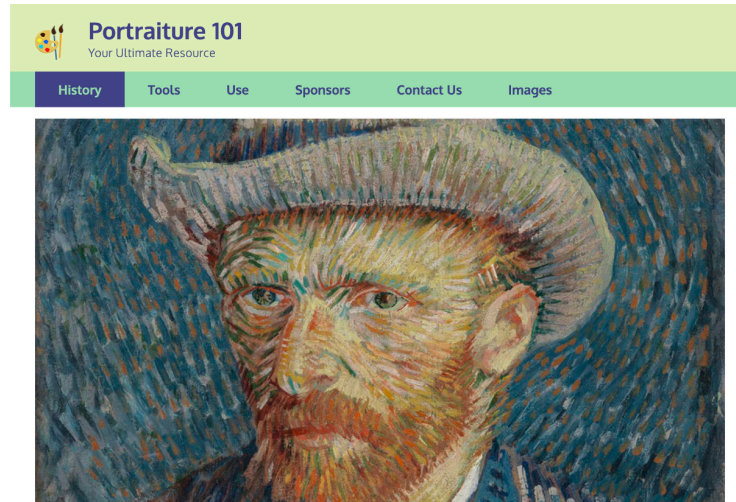 Portraiture 101
Your Ultimate Resource
History Tools Use Sponsors Contact Us Images